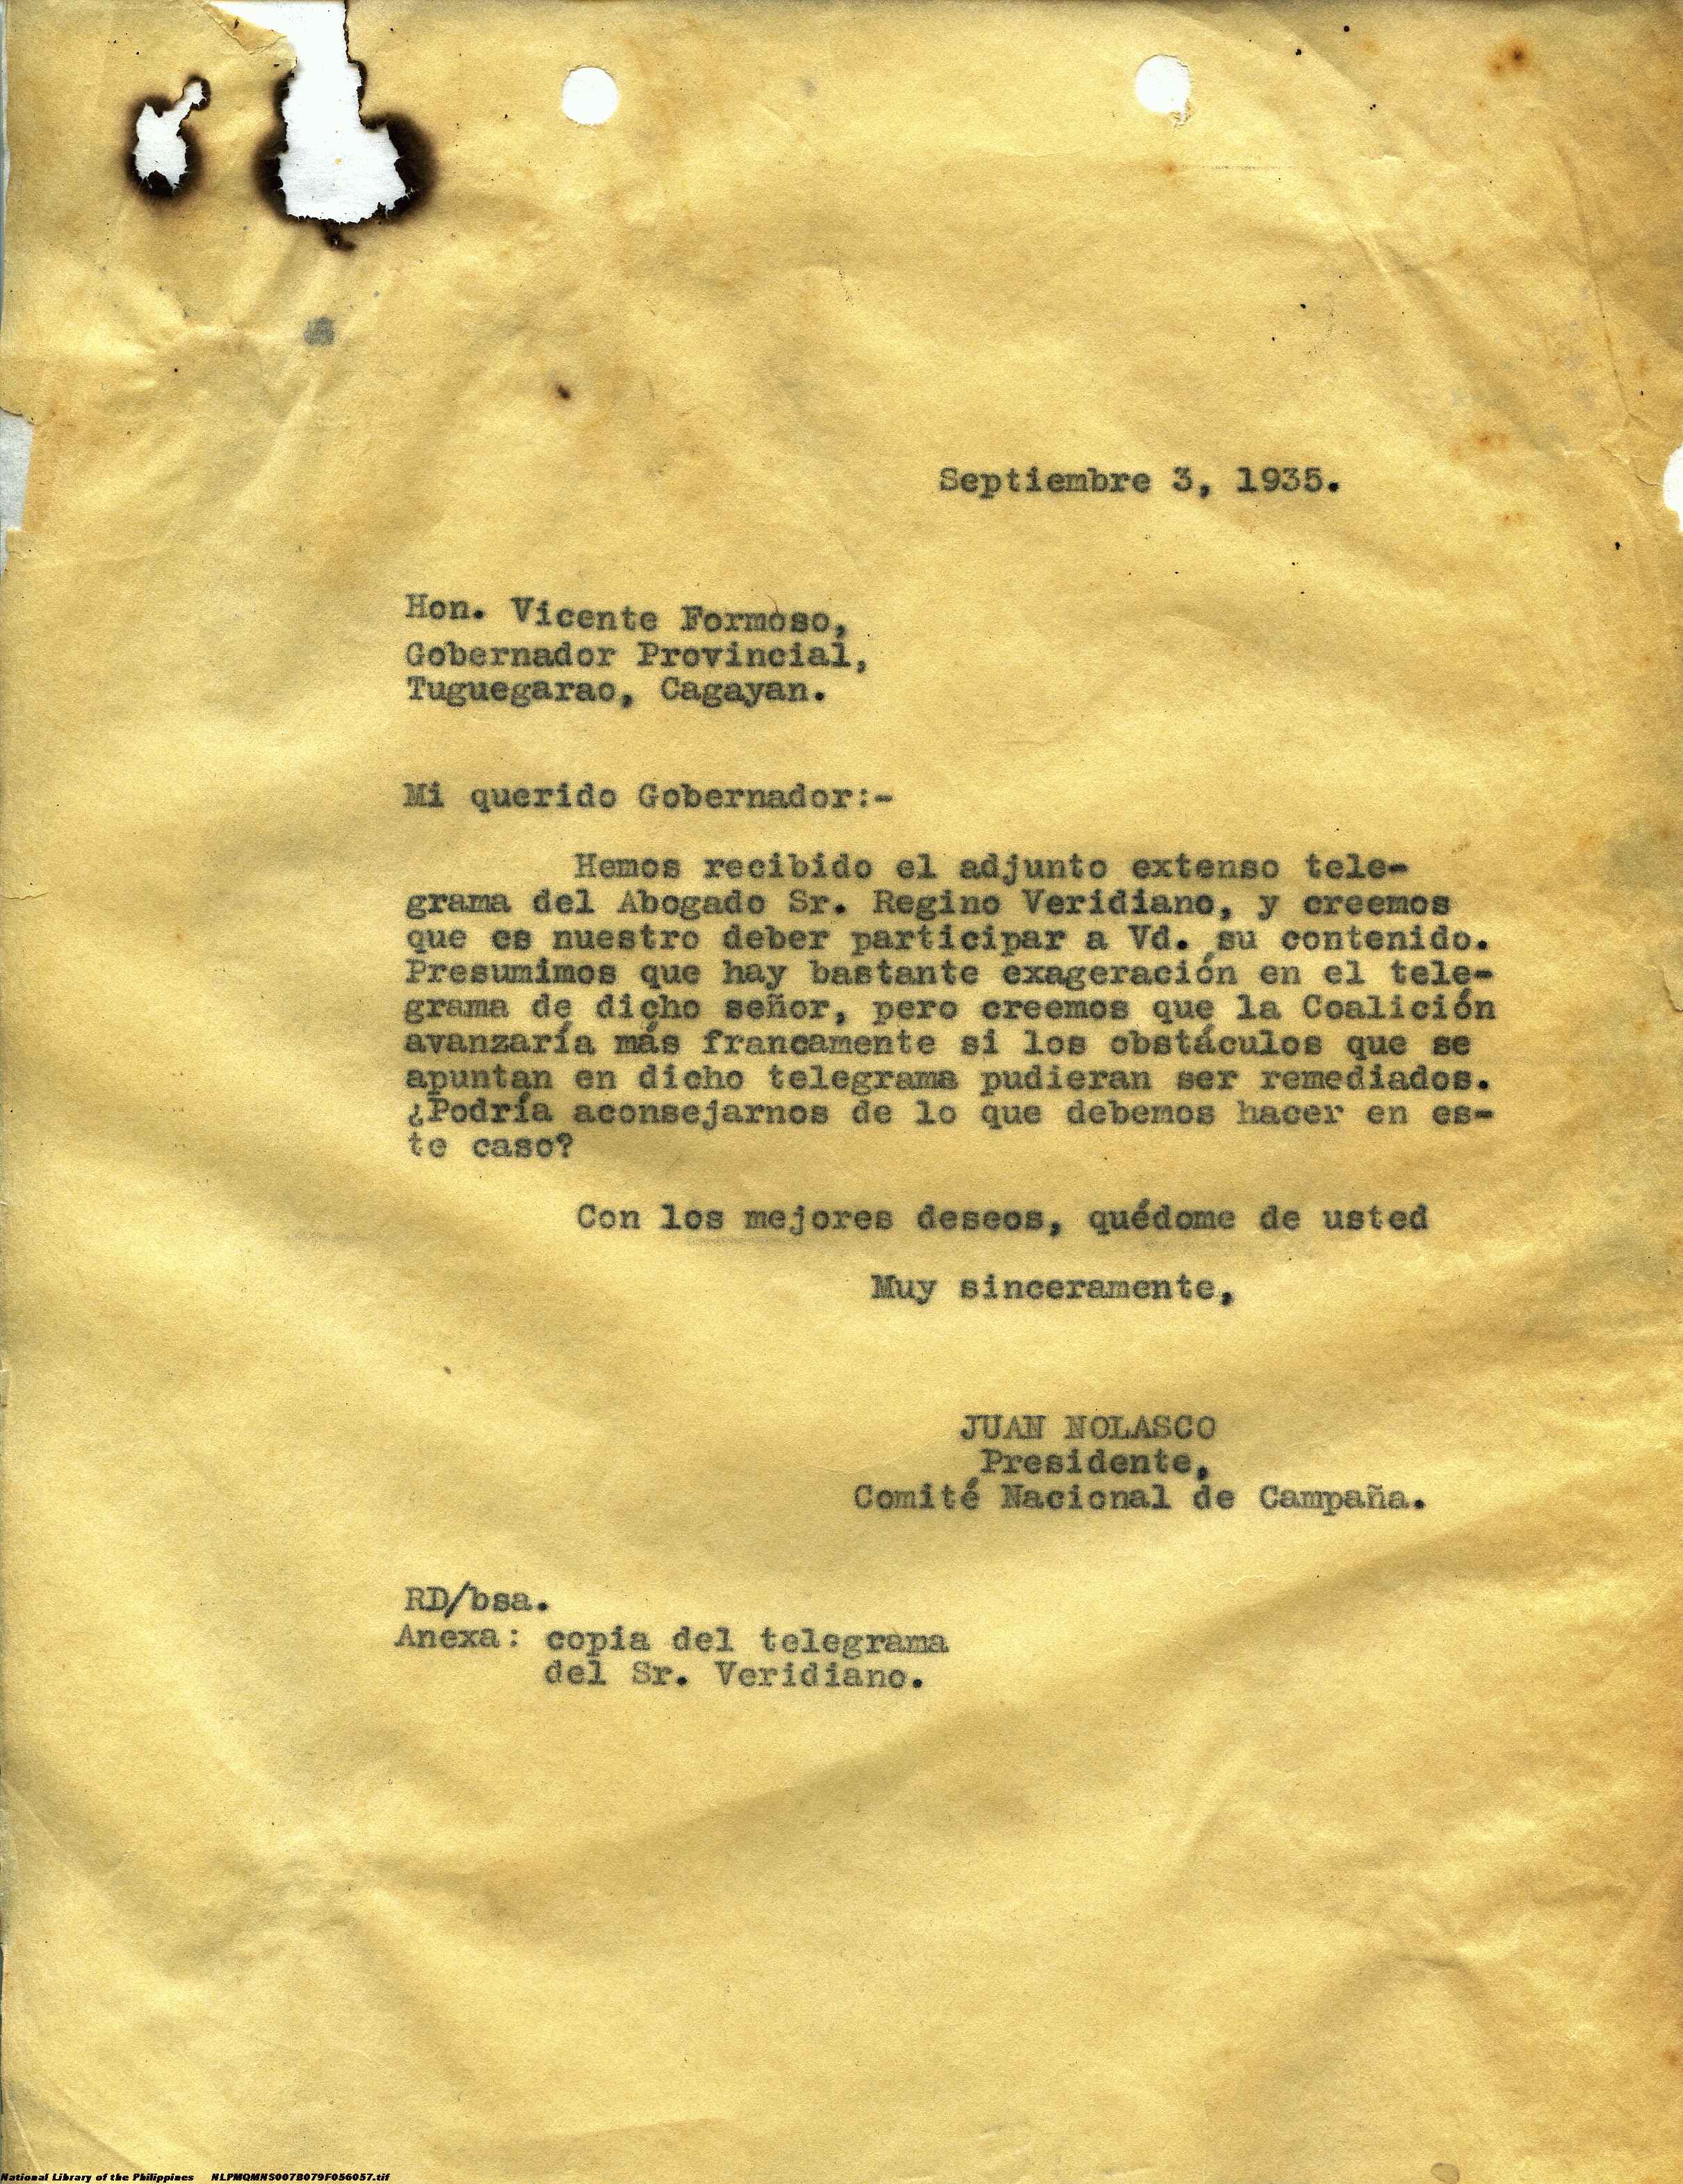 Septiembre 3, 1935.
Hon. Vicente Formoso,
Gobernador Provincial,
Tuguegarao, Cagayan.
Mi querido Gobernador:-
Hemos recibido el adjunto extenso tele-
grama del Abogado Sr. Regino Veridiano, y creemos
que es nuestro deber participar a Vd. su contenido.
Presumimos que hay bastante exageración en el tele-
grama de dicho señor, pero creemos que la Coalición
avanzaría más francamente si los obstáculos que se
apuntan en dicho telegrama pudieran ser remediados.
¿Podría aconsejarnos de lo que debemos hacer en es-
te caso?
Con los mejores deseos, quédome de usted
Muy sinceramente,
JUAN NOLASCO
Presidente,
Comité Nacional de Campaña.
RD/bsa.
Anexa: copia del telegrama
del Sr. Veridiano.
National Library of the Philippines NLPMQMNS007B079F056057.tif